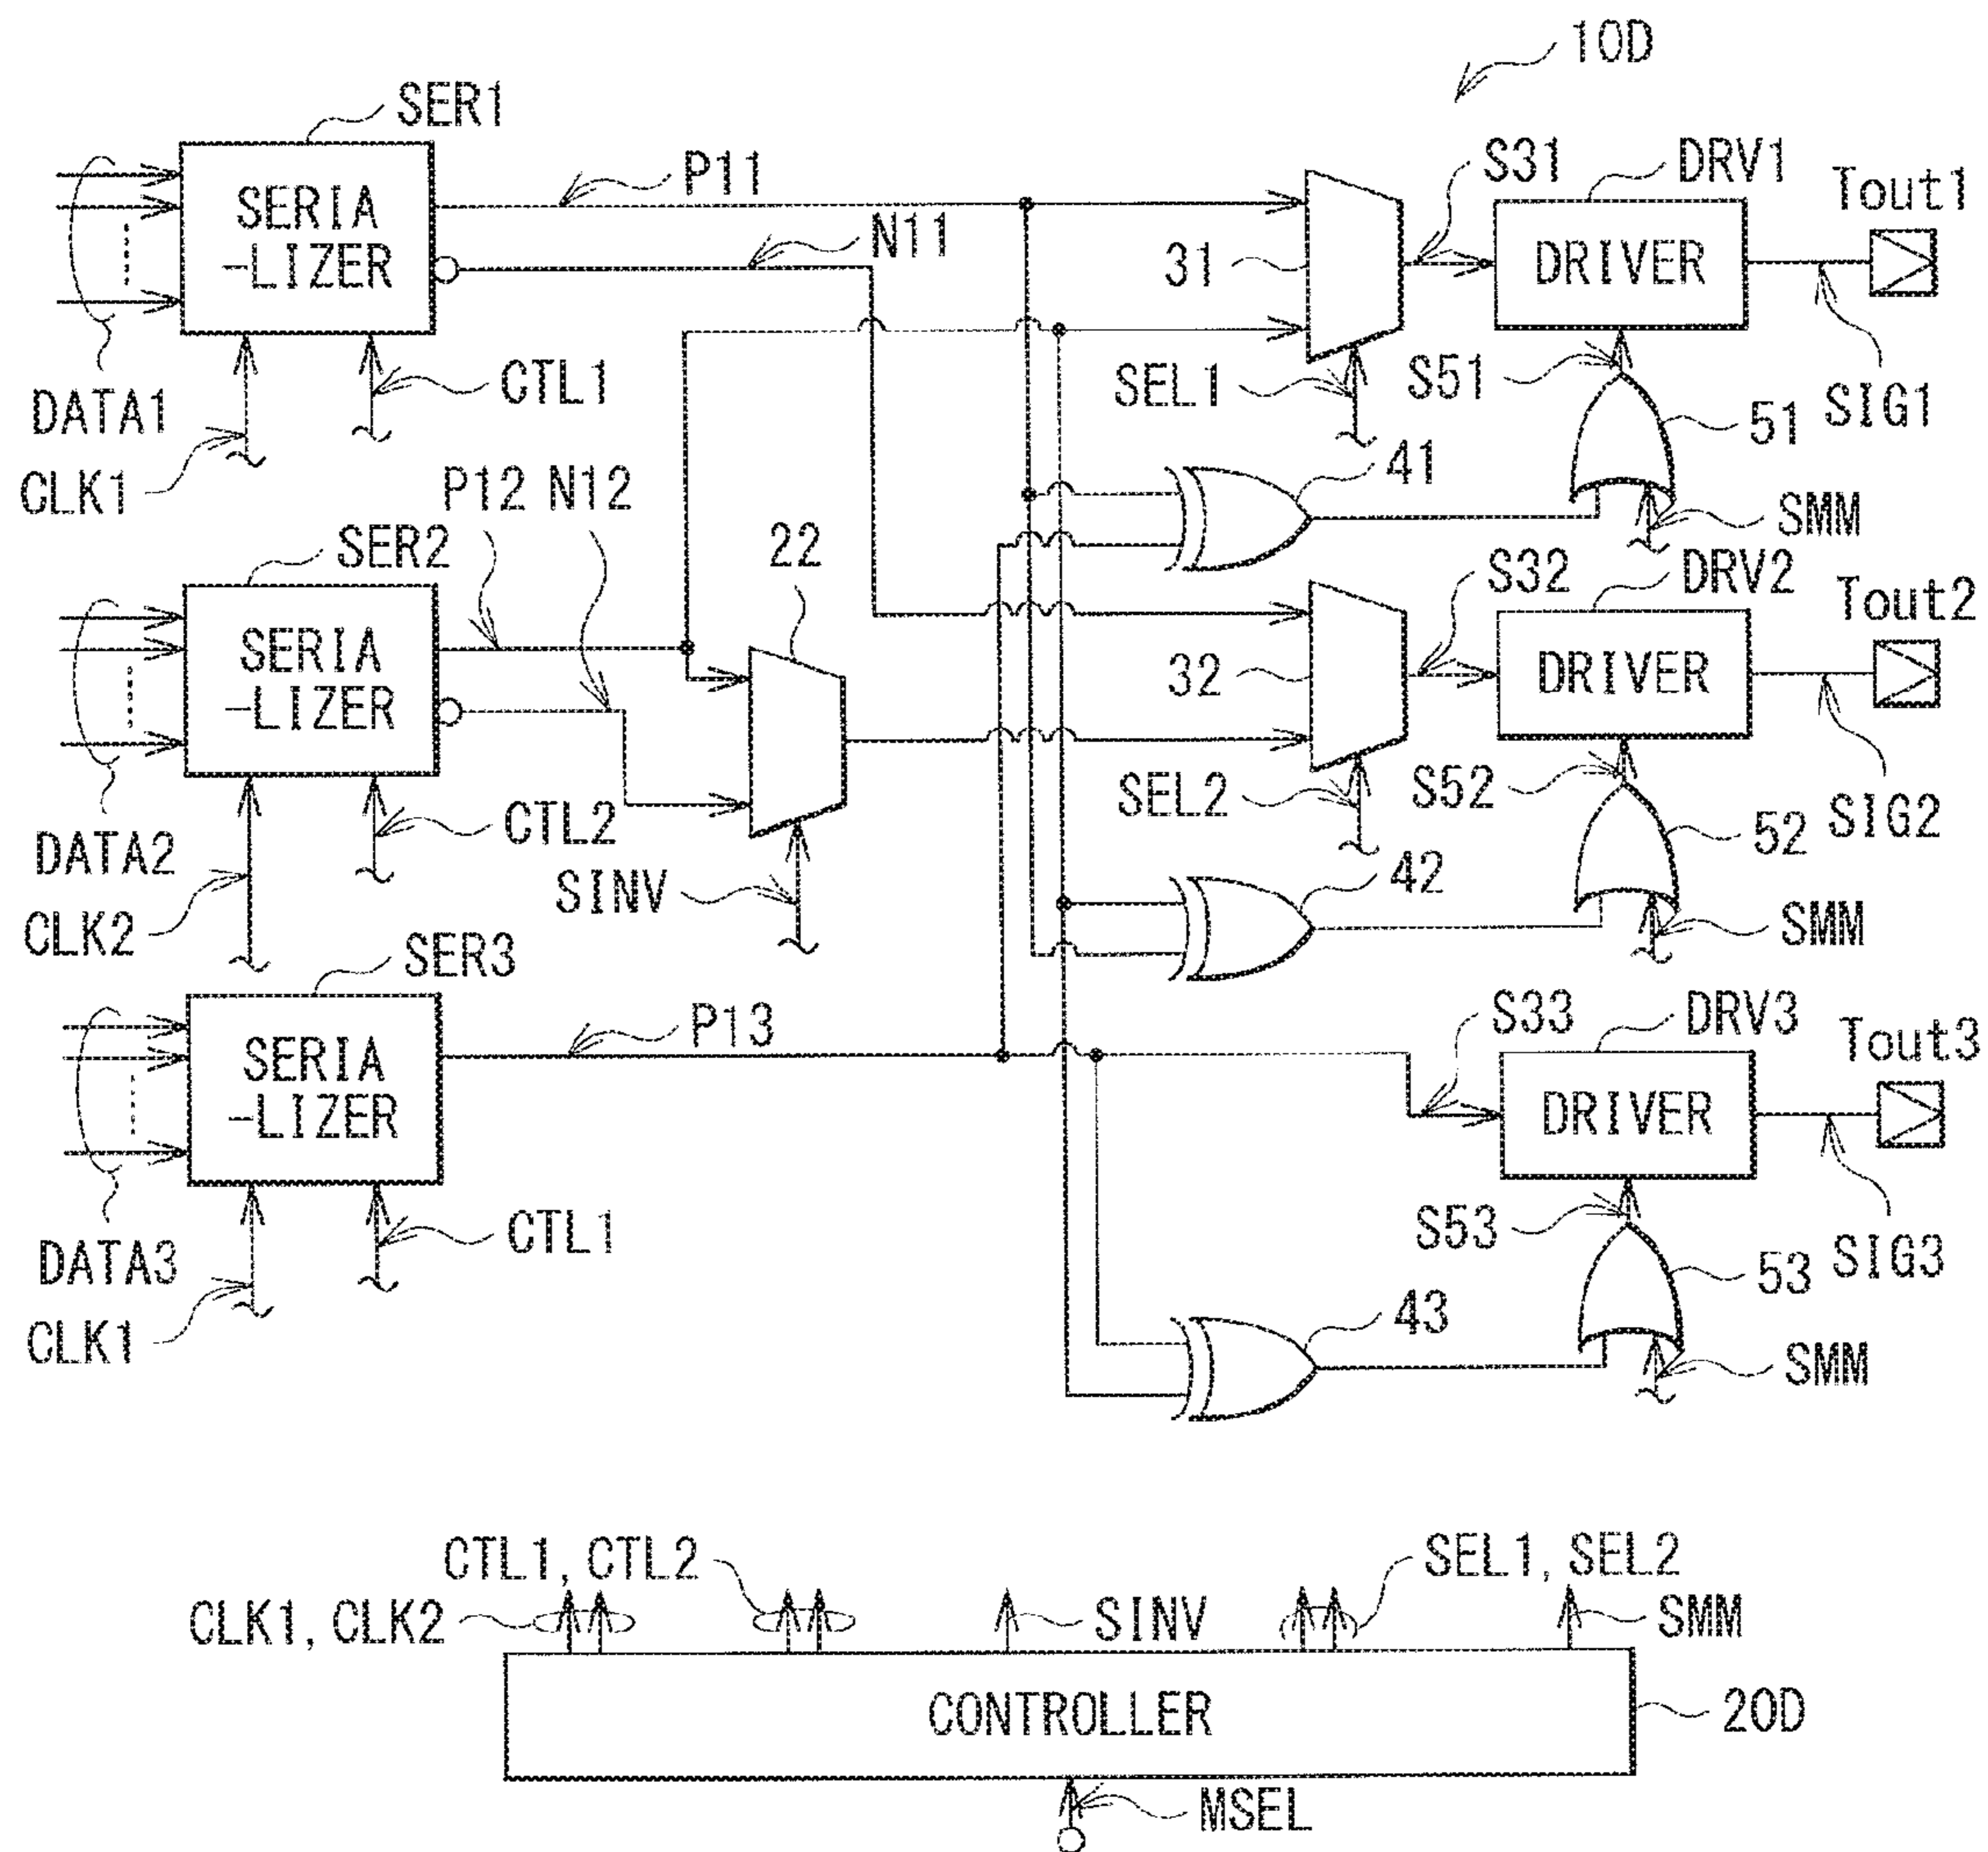 10D
SER1
SERIA
-LIZER
P11
N11
DATA1
CLK1
CTL1
31
SEL1
S31
DRV1
DRIVER
Tout1
S51
51
SIG1
SMM
41
P12 N12
SER2
SERIA
-LIZER
22
DATA2
CLK2
CTL2
SINV
32
SEL2
S32
DRV2
DRIVER
Tout2
S52
52
SIG2
SMM
42
SER3
SERIA
-LIZER
P13
DATA3
CLK1
CTL1
S33
DRV3
DRIVER
Tout3
S53
53
SIG3
SMM
43
CLK1, CLK2
CTL1, CTL2
SINV
SEL1, SEL2
SMM
CONTROLLER
20D
MSEL